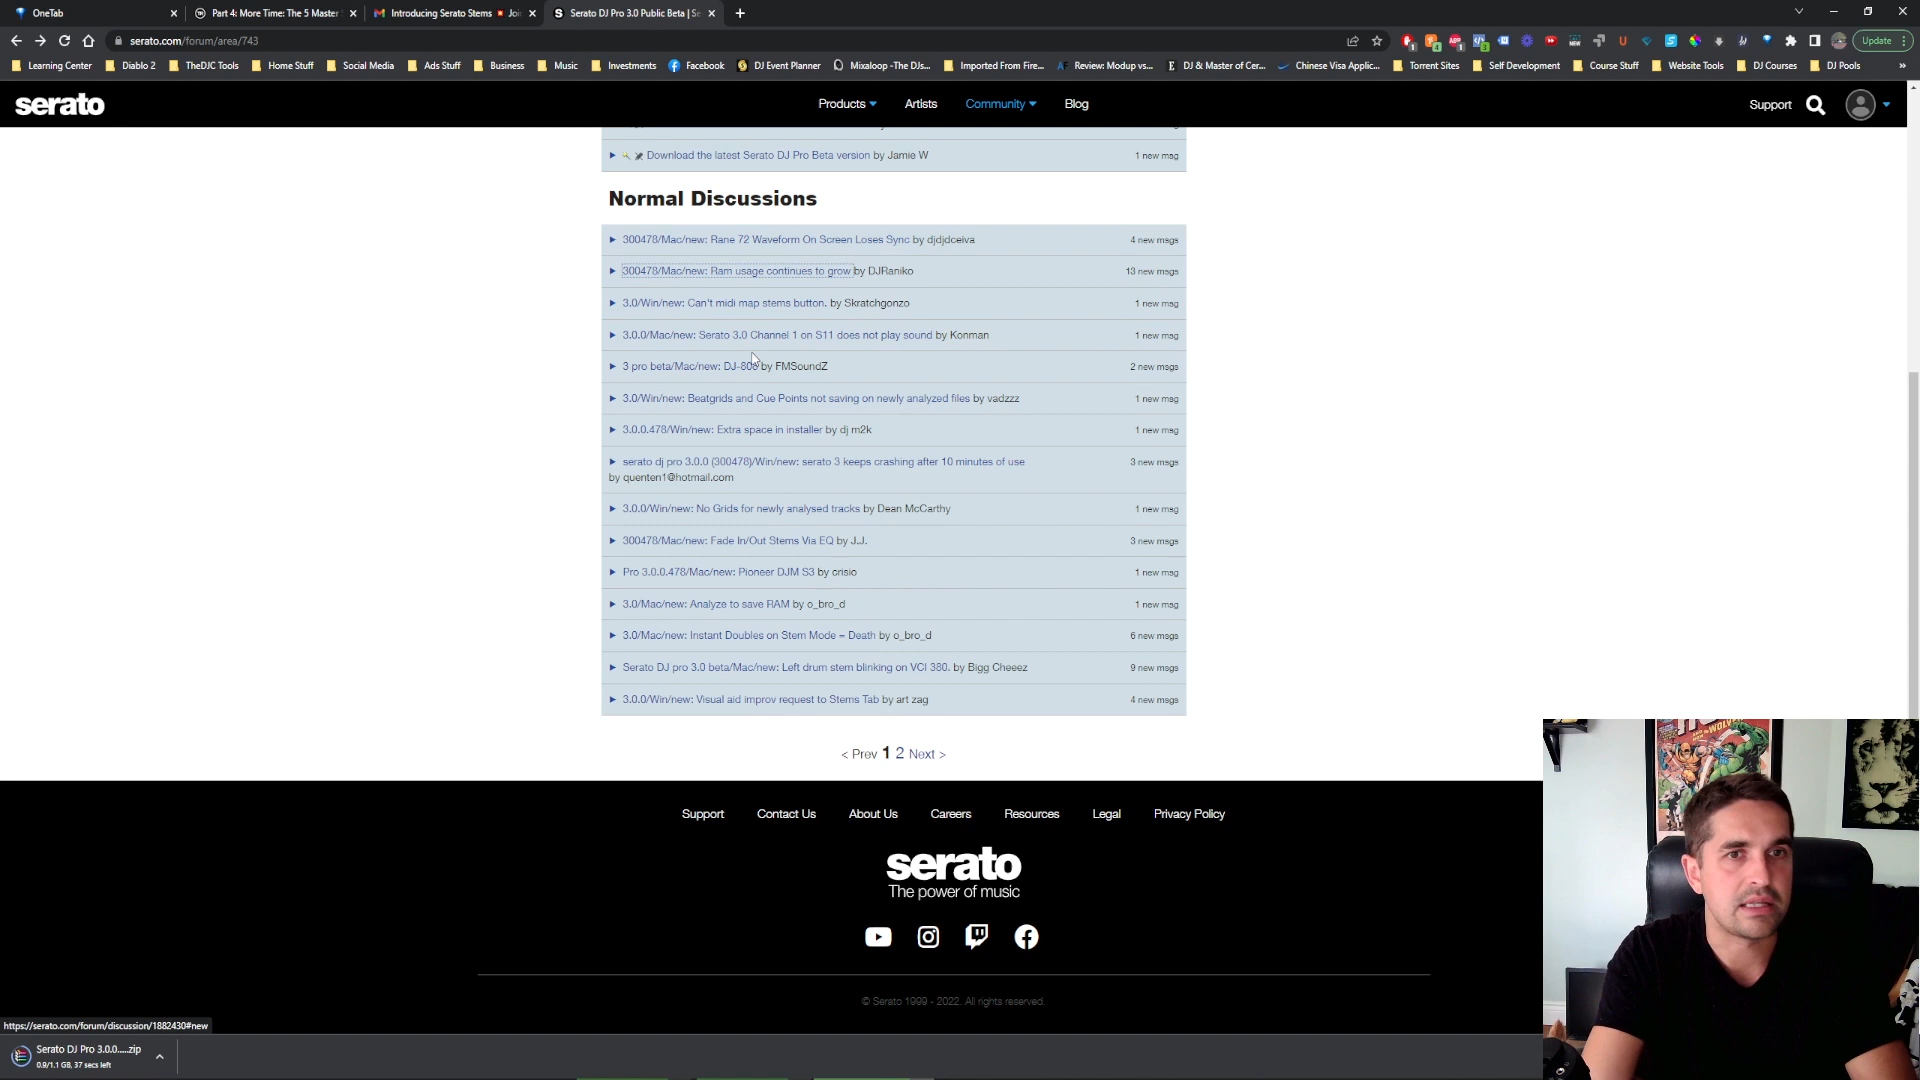 OneTab
Part 4: More Time: The 5 Master
Introducing Serato Stems
Joi
Serato DJ Pro 3.0 Public Beta | Se
serato.com/forum/area/743
Update
Learning Center
Diablo 2
TheDJC Tools
Home Stuff
Social Media
Ads Stuff
Business
Music
Investments
Facebook
DJ Event Planner
Mixaloop -The DJs...
Imported From Fire...
Review: Modup vs...
DJ & Master of Cer...
Chinese Visa Applic...
Torrent Sites
Self Development
Course Stuff
Website Tools
DJ Courses
DJ Pools
serato
Products
Artists
Community
Blog
Support
Download the latest Serato DJ Pro Beta version by Jamie W 1 new msg
Normal Discussions
300478/Mac/new: Rane 72 Waveform On Screen Loses Sync by djdjdceiva 4 new msgs
300478/Mac/new: Ram usage continues to grow by DJRaniko 13 new msgs
3.0/Win/new: Can't midi map stems button. by Skratchgonzo 1 new msg
3.0.0/Mac/new: Serato 3.0 Channel 1 on S11 does not play sound by Konman 1 new msg
3 pro beta/Mac/new: DJ-808 by FMSoundZ 2 new msgs
3.0/Win/new: Beatgrids and Cue Points not saving on newly analyzed files by vadzzz 1 new msg
3.0.0.478/Win/new: Extra space in installer by dj m2k 1 new msg
serato dj pro 3.0.0 (300478)/Win/new: serato 3 keeps crashing after 10 minutes of use 3 new msgs
by quenten1@hotmail.com
3.0.0/Win/new: No Grids for newly analysed tracks by Dean McCarthy 1 new msg
300478/Mac/new: Fade In/Out Stems Via EQ by J.J. 3 new msgs
Pro 3.0.0.478/Mac/new: Pioneer DJM S3 by crisio 1 new msg
3.0/Mac/new: Analyze to save RAM by o_bro_d 1 new msg
3.0/Mac/new: Instant Doubles on Stem Mode = Death by o_bro_d 6 new msgs
Serato DJ pro 3.0 beta/Mac/new: Left drum stem blinking on VCI 380. by Bigg Cheeez 9 new msgs
3.0.0/Win/new: Visual aid improv request to Stems Tab by art zag 4 new msgs
< Prev 1 2 Next >
Support
Contact Us
About Us
Careers
Resources
Legal
Privacy Policy
serato
The power of music
© Serato 1999 - 2022. All rights reserved.
https://serato.com/forum/discussion/1882430#new
Serato DJ Pro 3.0.0.....zip
0.9/1.1 GB, 37 secs left